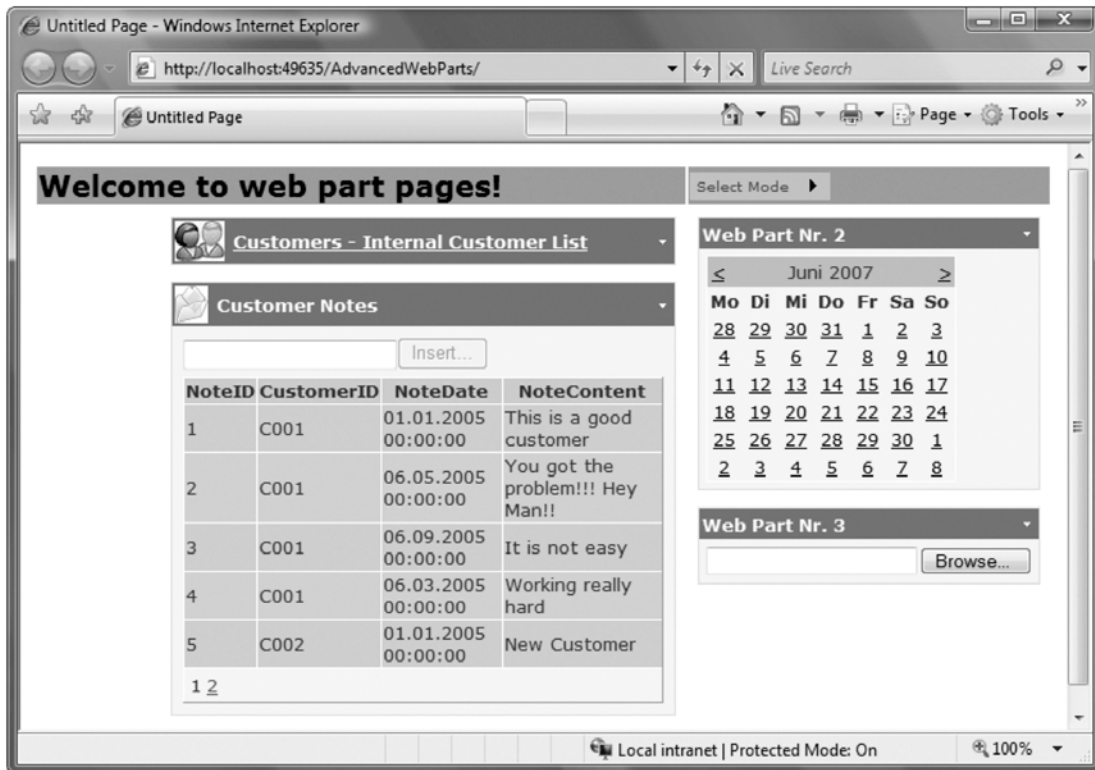 Untitled Page - Windows Internet Explorer
http://localhost:49635/AdvancedWebParts/
Live Search
Untitled Page
Page
Tools
Welcome to web part pages!
Select Mode
Customers - Internal Customer List
Customer Notes
Insert...
NoteID CustomerID NoteDate NoteContent
1 C001 01.01.2005 00:00:00 This is a good customer
2 C001 06.05.2005 00:00:00 You got the problem!!! Hey Man!!
3 C001 06.09.2005 00:00:00 It is not easy
4 C001 06.03.2005 00:00:00 Working really hard
5 C002 01.01.2005 00:00:00 New Customer
1 2
Web Part Nr. 2
< Juni 2007 >
Mo Di Mi Do Fr Sa So
28 29 30 31 1 2 3
4 5 6 7 8 9 10
11 12 13 14 15 16 17
18 19 20 21 22 23 24
25 26 27 28 29 30 1
2 3 4 5 6 7 8
Web Part Nr. 3
Browse...
Local intranet | Protected Mode: On
100%